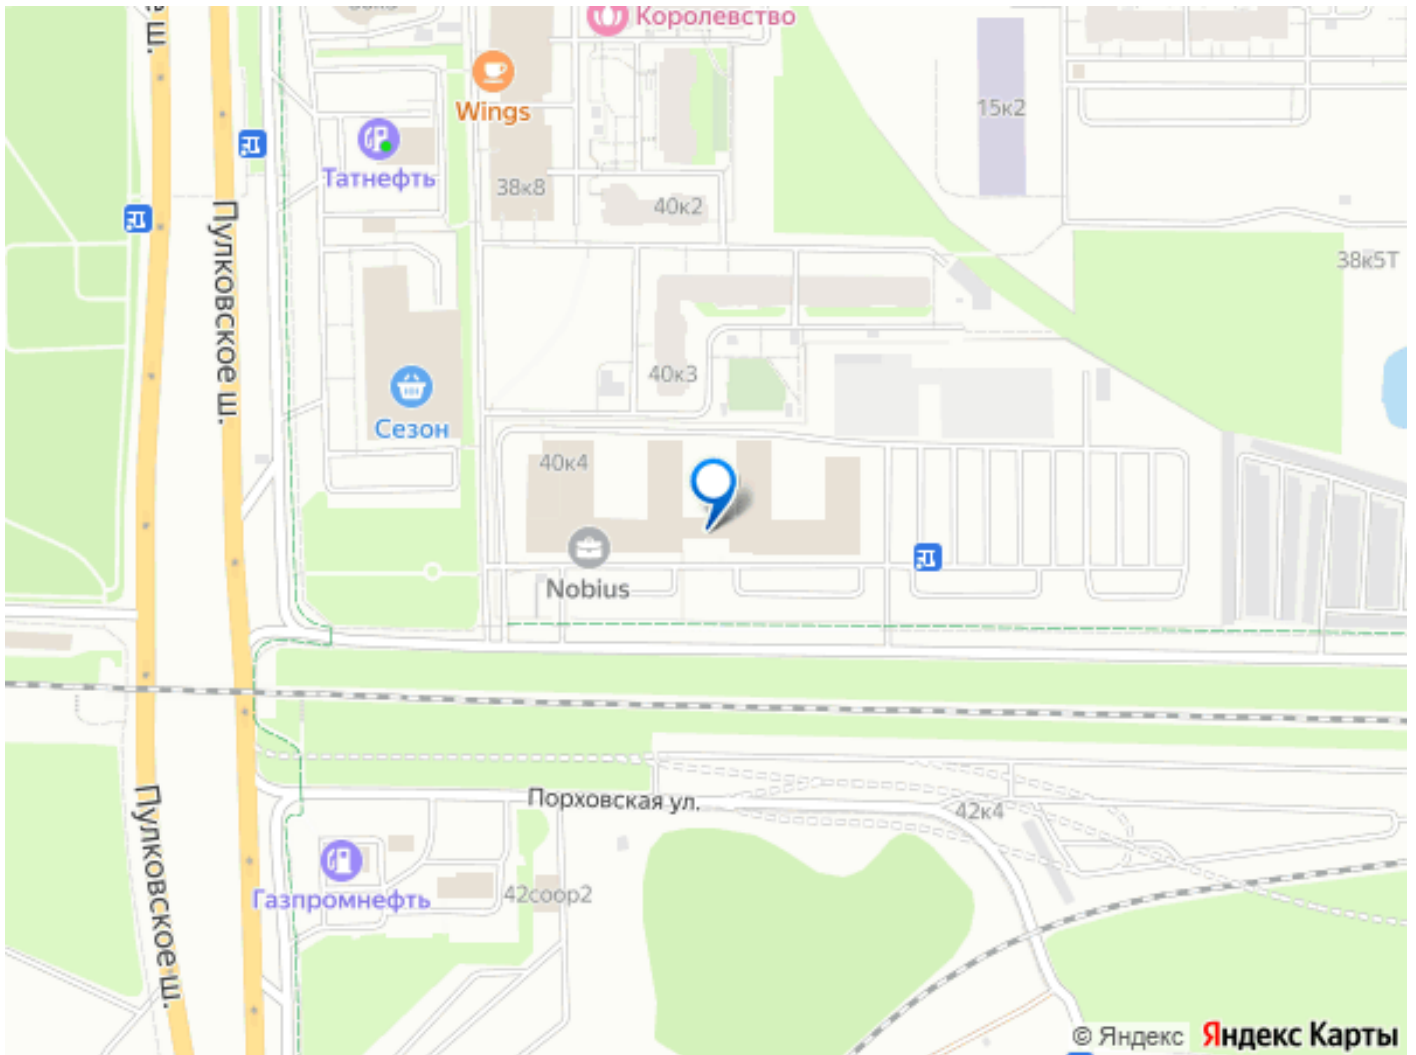 Королевство
ш.
Wings
15к2
Татнефть
38к8
40к2
Пулковское ш.
38к5Т
40к3
Сезон
40к4
Nobius
Порховская ул.
42к4
Пулковское ш.
Газпромнефть
42соор2
© Яндекс Яндекс Карты